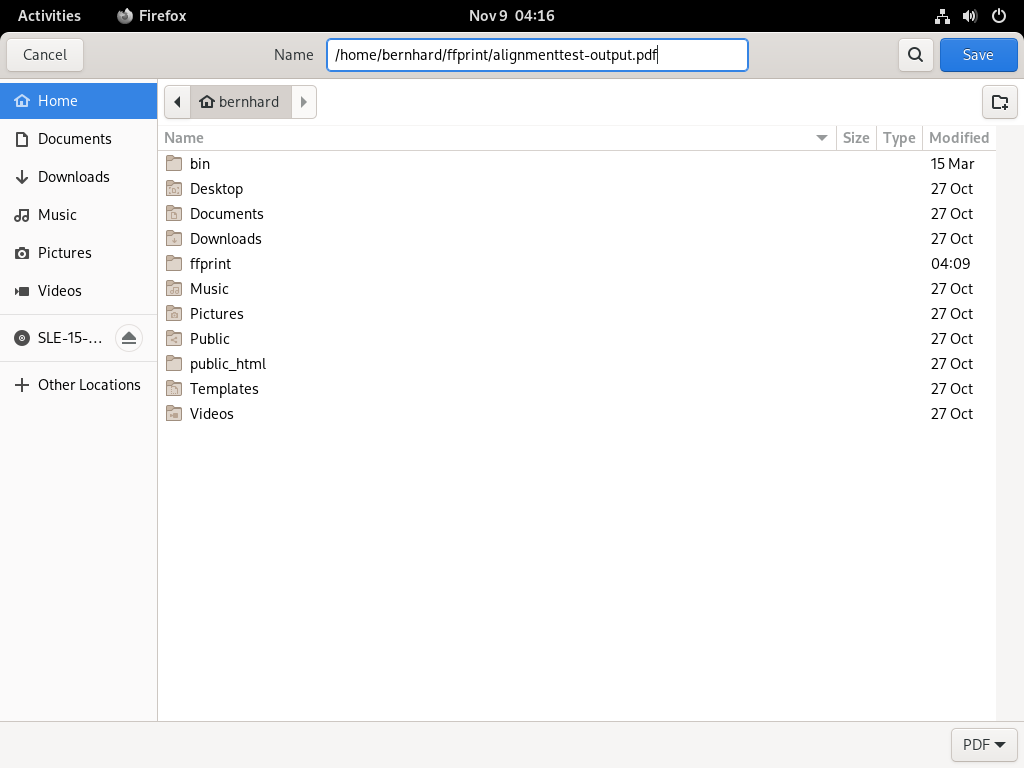 Activities Firefox Nov 9 04:16
Cancel Name /home/bernhard/ffprint/alignmenttest-output.pdf Save
Home
Documents
Downloads
Music
Pictures
Videos
SLE-15-...
Other Locations
bernhard
Name Size Type Modified
bin 15 Mar
Desktop 27 Oct
Documents 27 Oct
Downloads 27 Oct
ffprint 04:09
Music 27 Oct
Pictures 27 Oct
Public 27 Oct
public_html 27 Oct
Templates 27 Oct
Videos 27 Oct
PDF